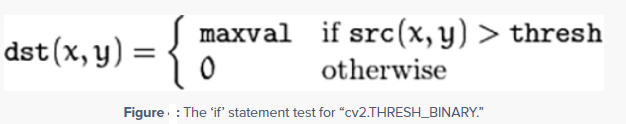 dst(x, y) = { maxval if src(x, y) > thresh
0 otherwise
Figure : The ‘if’ statement test for “cv2.THRESH_BINARY.”